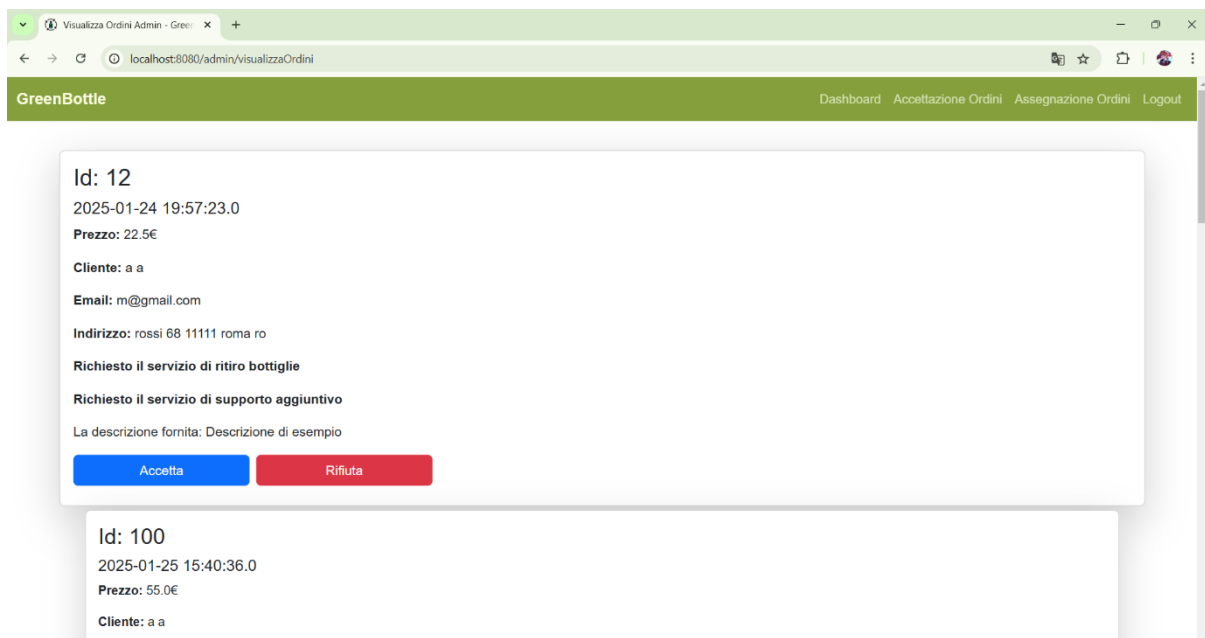 Visualizza Ordini Admin - Green
localhost:8080/admin/visualizzaOrdini
GreenBottle Dashboard Accettazione Ordini Assegnazione Ordini Logout
Id: 12
2025-01-24 19:57:23.0
Prezzo: 22.5€
Cliente: a a
Email: m@gmail.com
Indirizzo: rossi 68 11111 roma ro
Richiesto il servizio di ritiro bottiglie
Richiesto il servizio di supporto aggiuntivo
La descrizione fornita: Descrizione di esempio
Accetta Rifiuta
Id: 100
2025-01-25 15:40:36.0
Prezzo: 55.0€
Cliente: a a